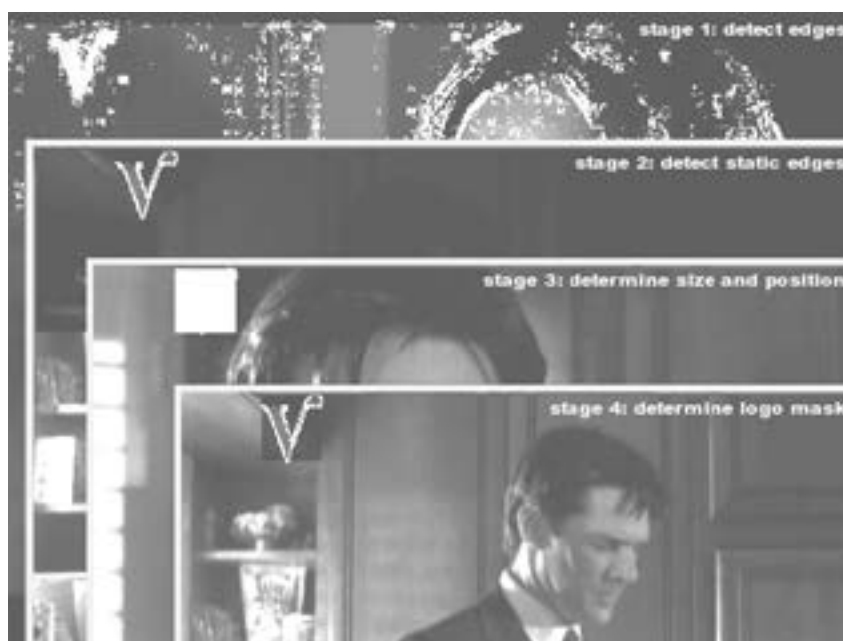 stage 1: detect edges
stage 2: detect static edges
stage 3: determine size and position
stage 4: determine logo mask